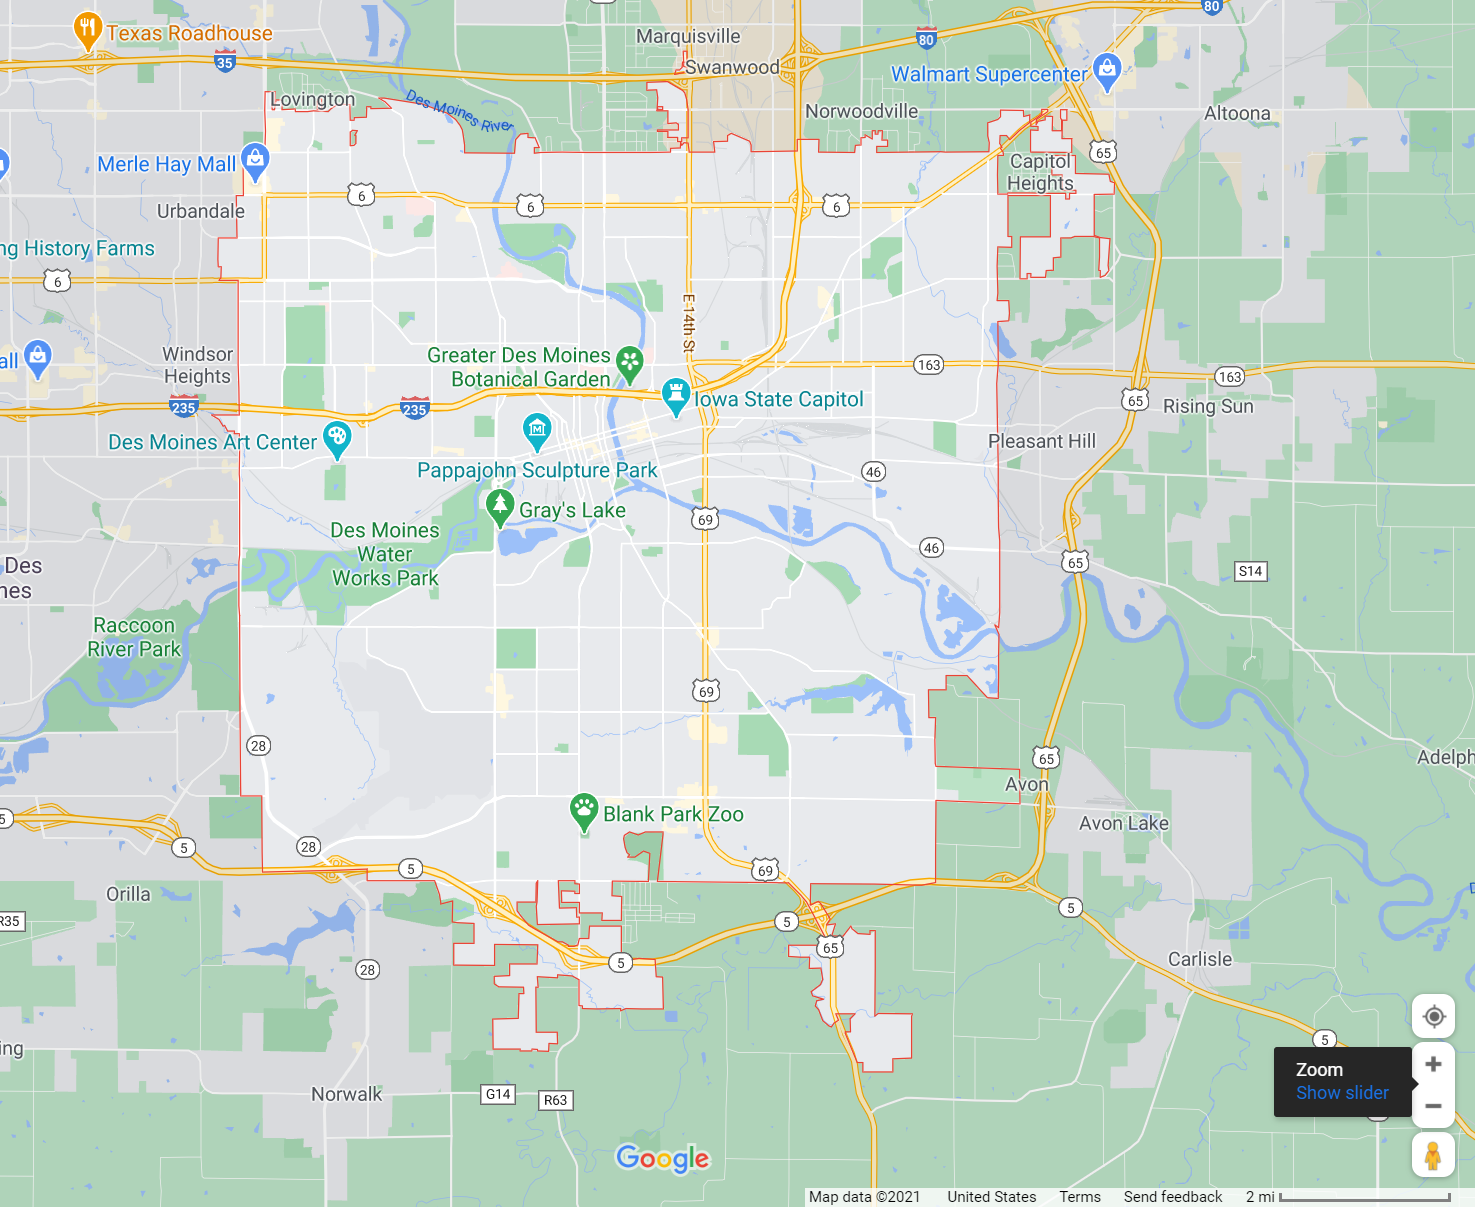 80
Marquisville
Texas Roadhouse
80
35
Swanwood
Walmart Supercenter
Lovington
Des Moines River
Norwoodville
Altoona
65
Merle Hay Mall
Capitol
Heights
6
6
6
Urbandale
ng History Farms
6
E 14th St
Windsor
Heights
Greater Des Moines
Botanical Garden
all
163
163
235
235
Iowa State Capitol
65
Rising Sun
Des Moines Art Center
Pleasant Hill
Pappajohn Sculpture Park
46
Gray's Lake
69
Des Moines
Water
Works Park
46
65
S14
Des
nes
Raccoon
River Park
69
28
65
Adelph
Avon
Blank Park Zoo
5
Avon Lake
5
28
5
69
Orilla
R35
5
5
65
5
Carlisle
28
5
ing
Zoom
Show slider
Norwalk
G14
R63
Google
Map data ©2021
United States
Terms
Send feedback
2 mi